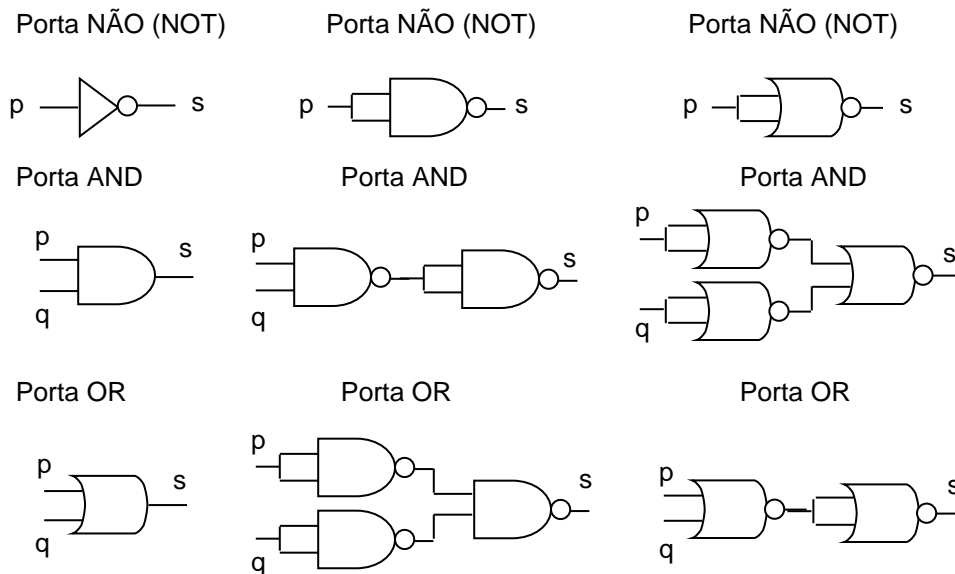 Porta NÃO (NOT) Porta NÃO (NOT) Porta NÃO (NOT)
p s p s p s
Porta AND Porta AND Porta AND
p q s p q s p q s
Porta OR Porta OR Porta OR
p q s p q s p q s